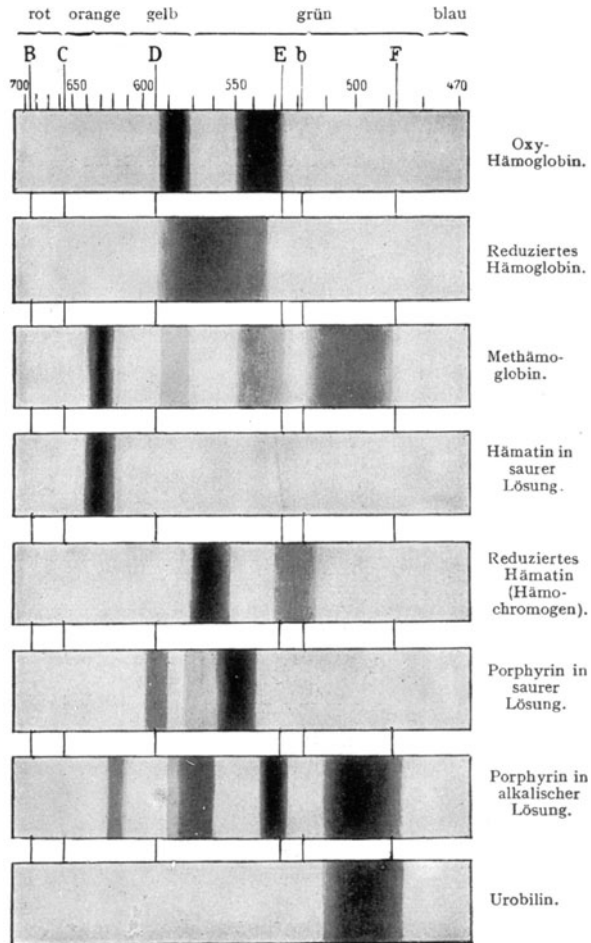 rot orange gelb grün blau
B C D E b F
700 650 600 550 500 470
Oxy-
Hämoglobin.
Reduziertes
Hämoglobin.
Methämo-
globin.
Hämatin in
saurer
Lösung.
Reduziertes
Hämatin
(Hämo-
chromogen).
Porphyrin in
saurer
Lösung.
Porphyrin in
alkalischer
Lösung.
Urobilin.